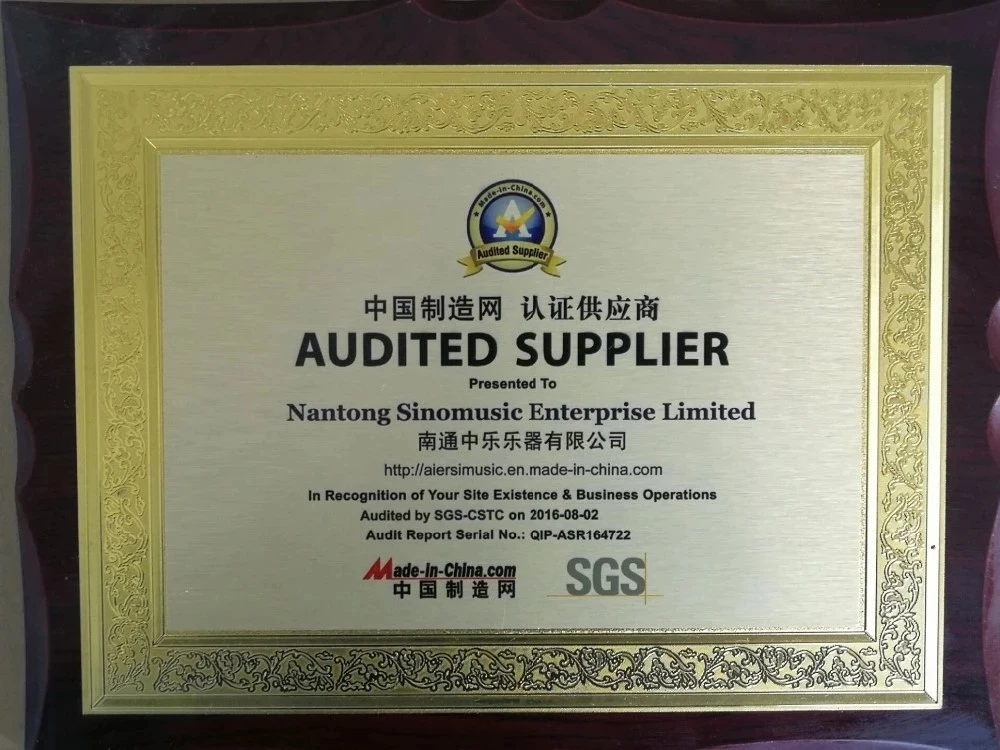 Made-in-China.com
Audited Supplier
中国制造网 认证供应商
AUDITED SUPPLIER
Presented To
Nantong Sinomusic Enterprise Limited
南通中乐乐器有限公司
http://aiersimusic.en.made-in-china.com
In Recognition of Your Site Existence & Business Operations
Audited by SGS-CSTC on 2016-08-02
Audit Report Serial No.: QIP-ASR164722
Made-in-China.com
中国制造网
SGS